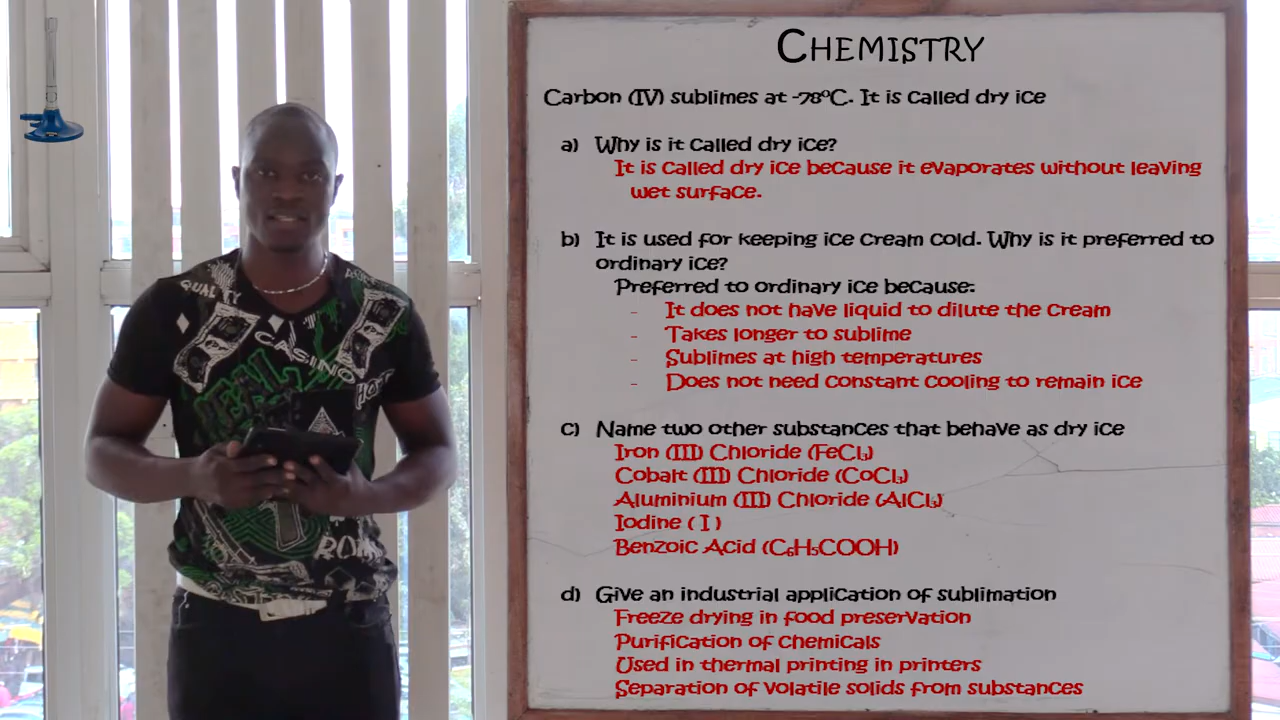 CHEMISTRY
Carbon (IV) sublimes at -78°C. It is called dry ice
a) Why is it called dry ice?
It is called dry ice because it evaporates without leaving
wet surface.
b) It is used for keeping ice cream cold. Why is it preferred to
ordinary ice?
Preferred to ordinary ice because:
- It does not have liquid to dilute the cream
- Takes longer to sublime
- Sublimes at high temperatures
- Does not need constant cooling to remain ice
c) Name two other substances that behave as dry ice
Iron (III) Chloride (FeCl₃)
Cobalt (III) Chloride (CoCl₃)
Aluminium (III) Chloride (AlCl₃)
Iodine ( I )
Benzoic Acid (C₆H₅COOH)
d) Give an industrial application of sublimation
Freeze drying in food preservation
Purification of chemicals
Used in thermal printing in printers
Separation of volatile solids from substances
QUALITY
CASINO
REAL